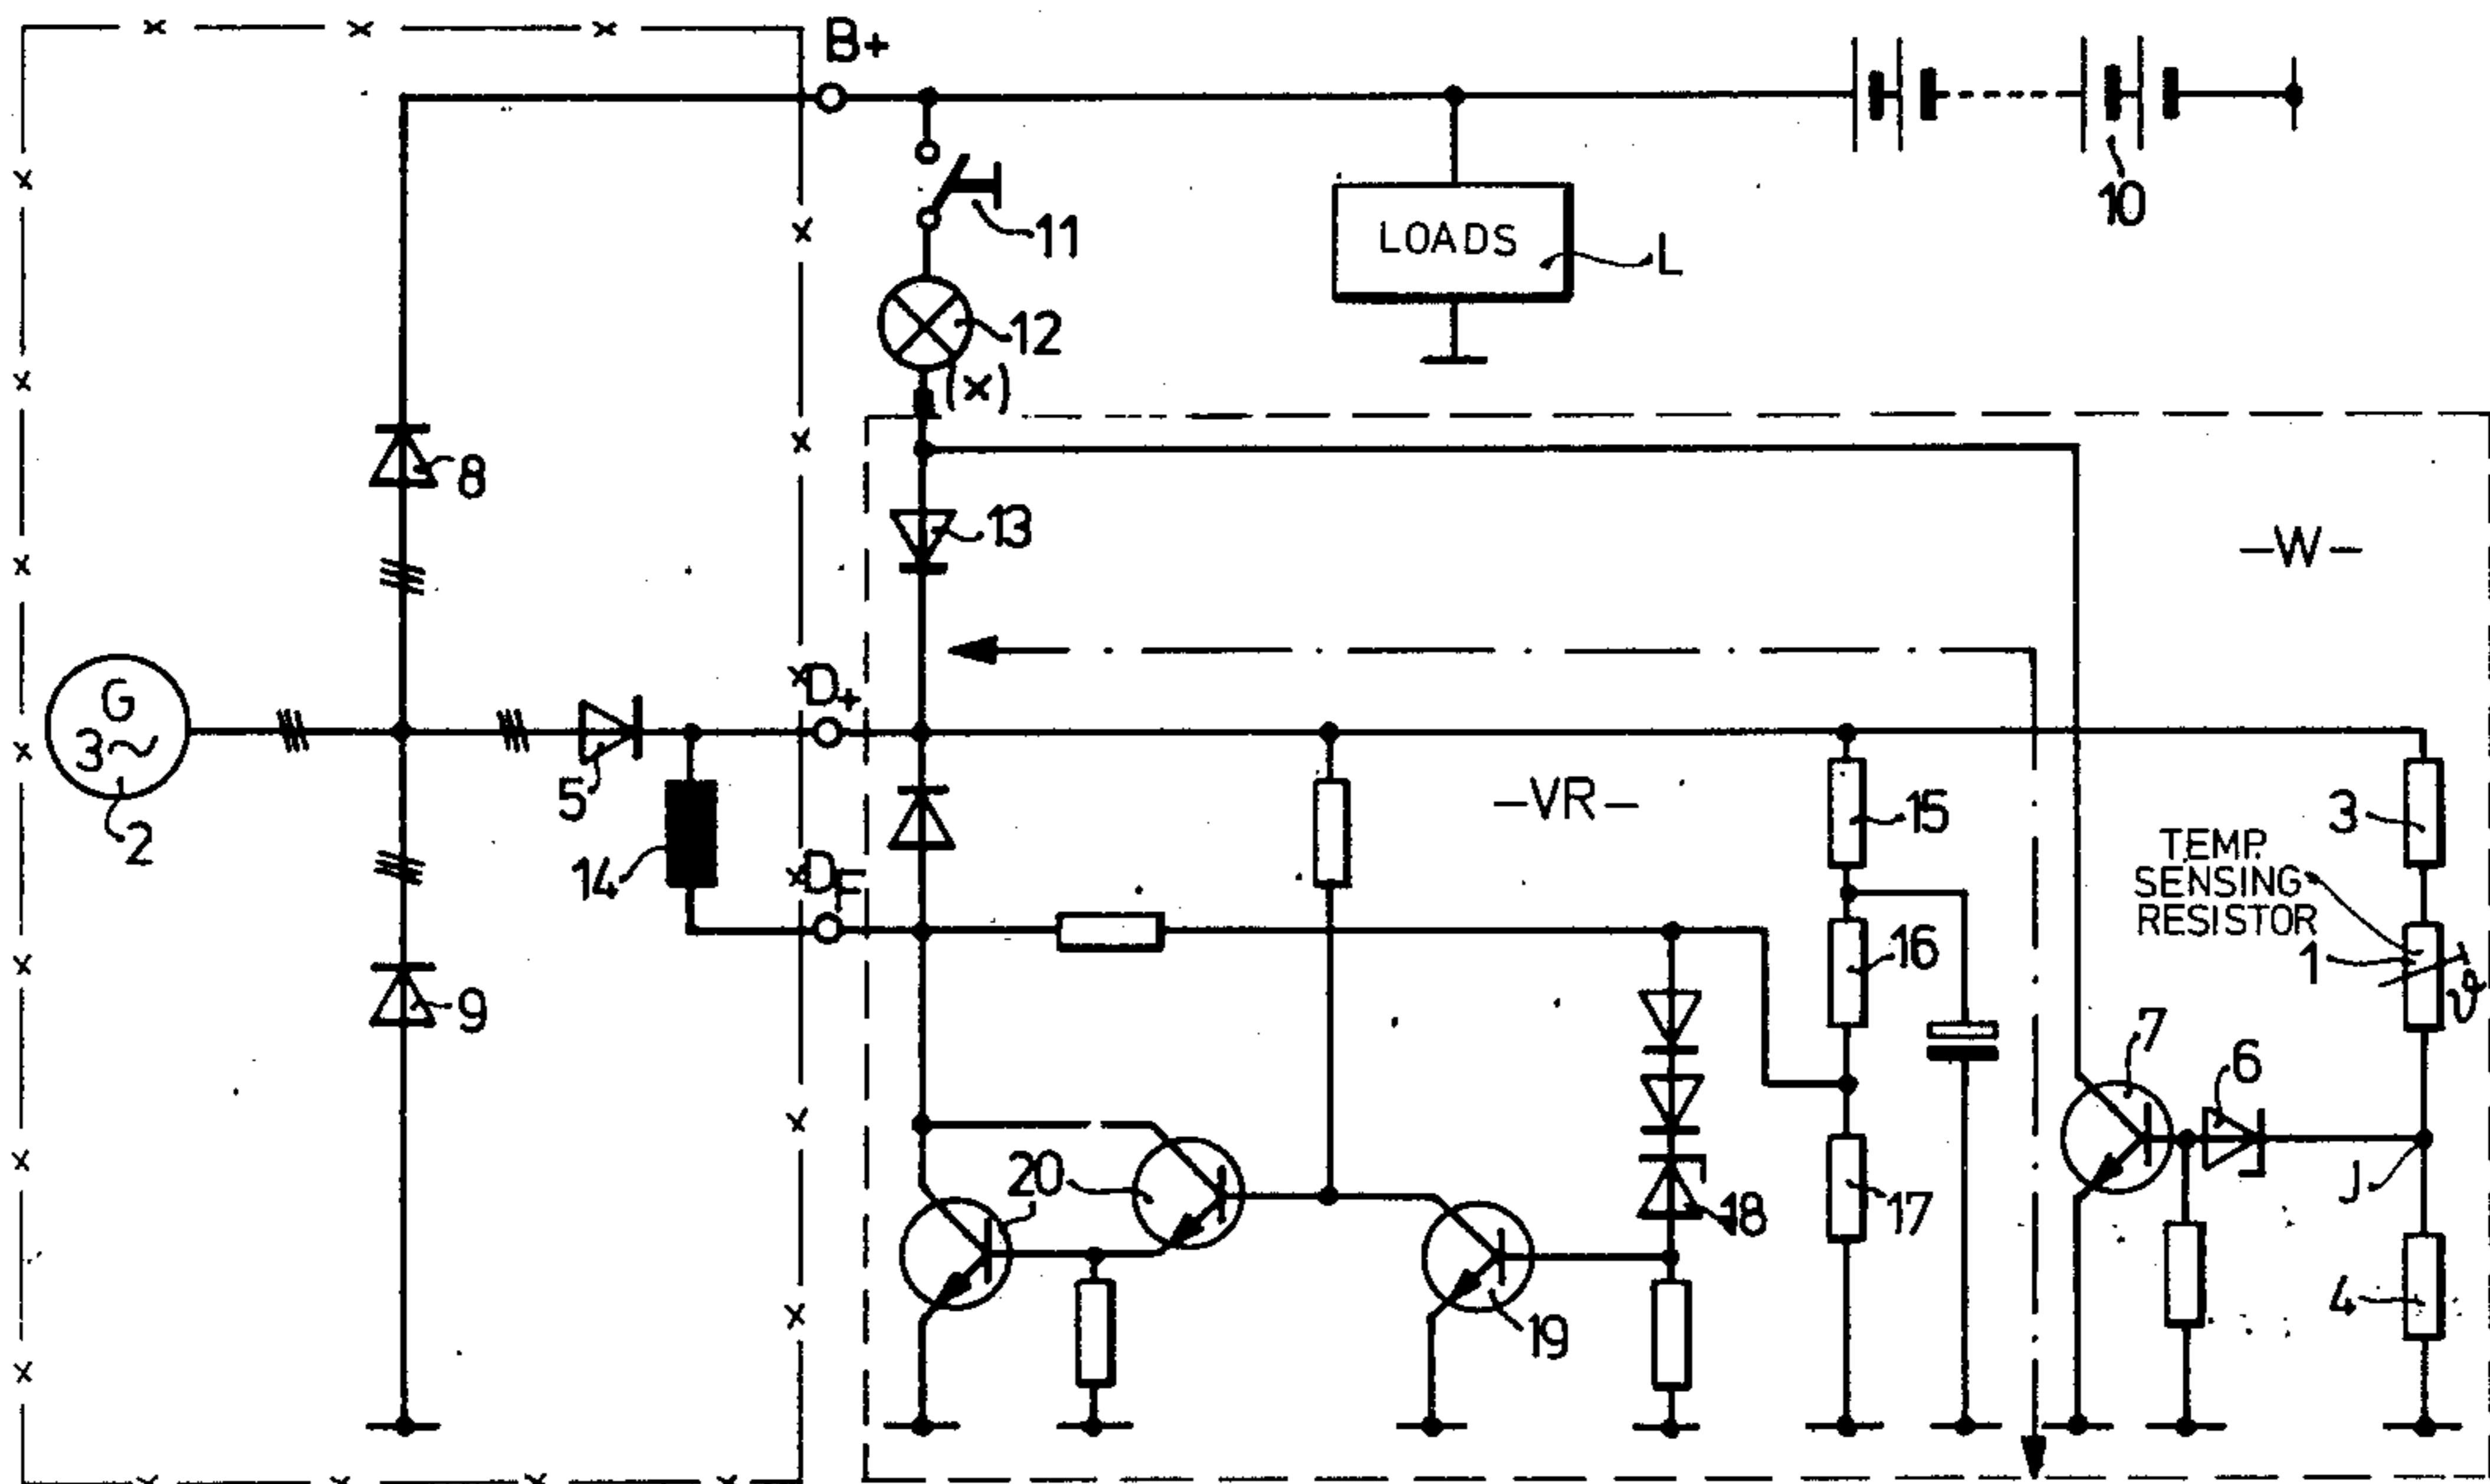 B+
10
11
LOADS
L
12
(x)
8
13
-W-
G
3~
2
D+
5
14
-VR-
15
3
TEMP.
SENSING
RESISTOR
1
ϑ
DF
16
9
7
6
J
20
18
17
19
4